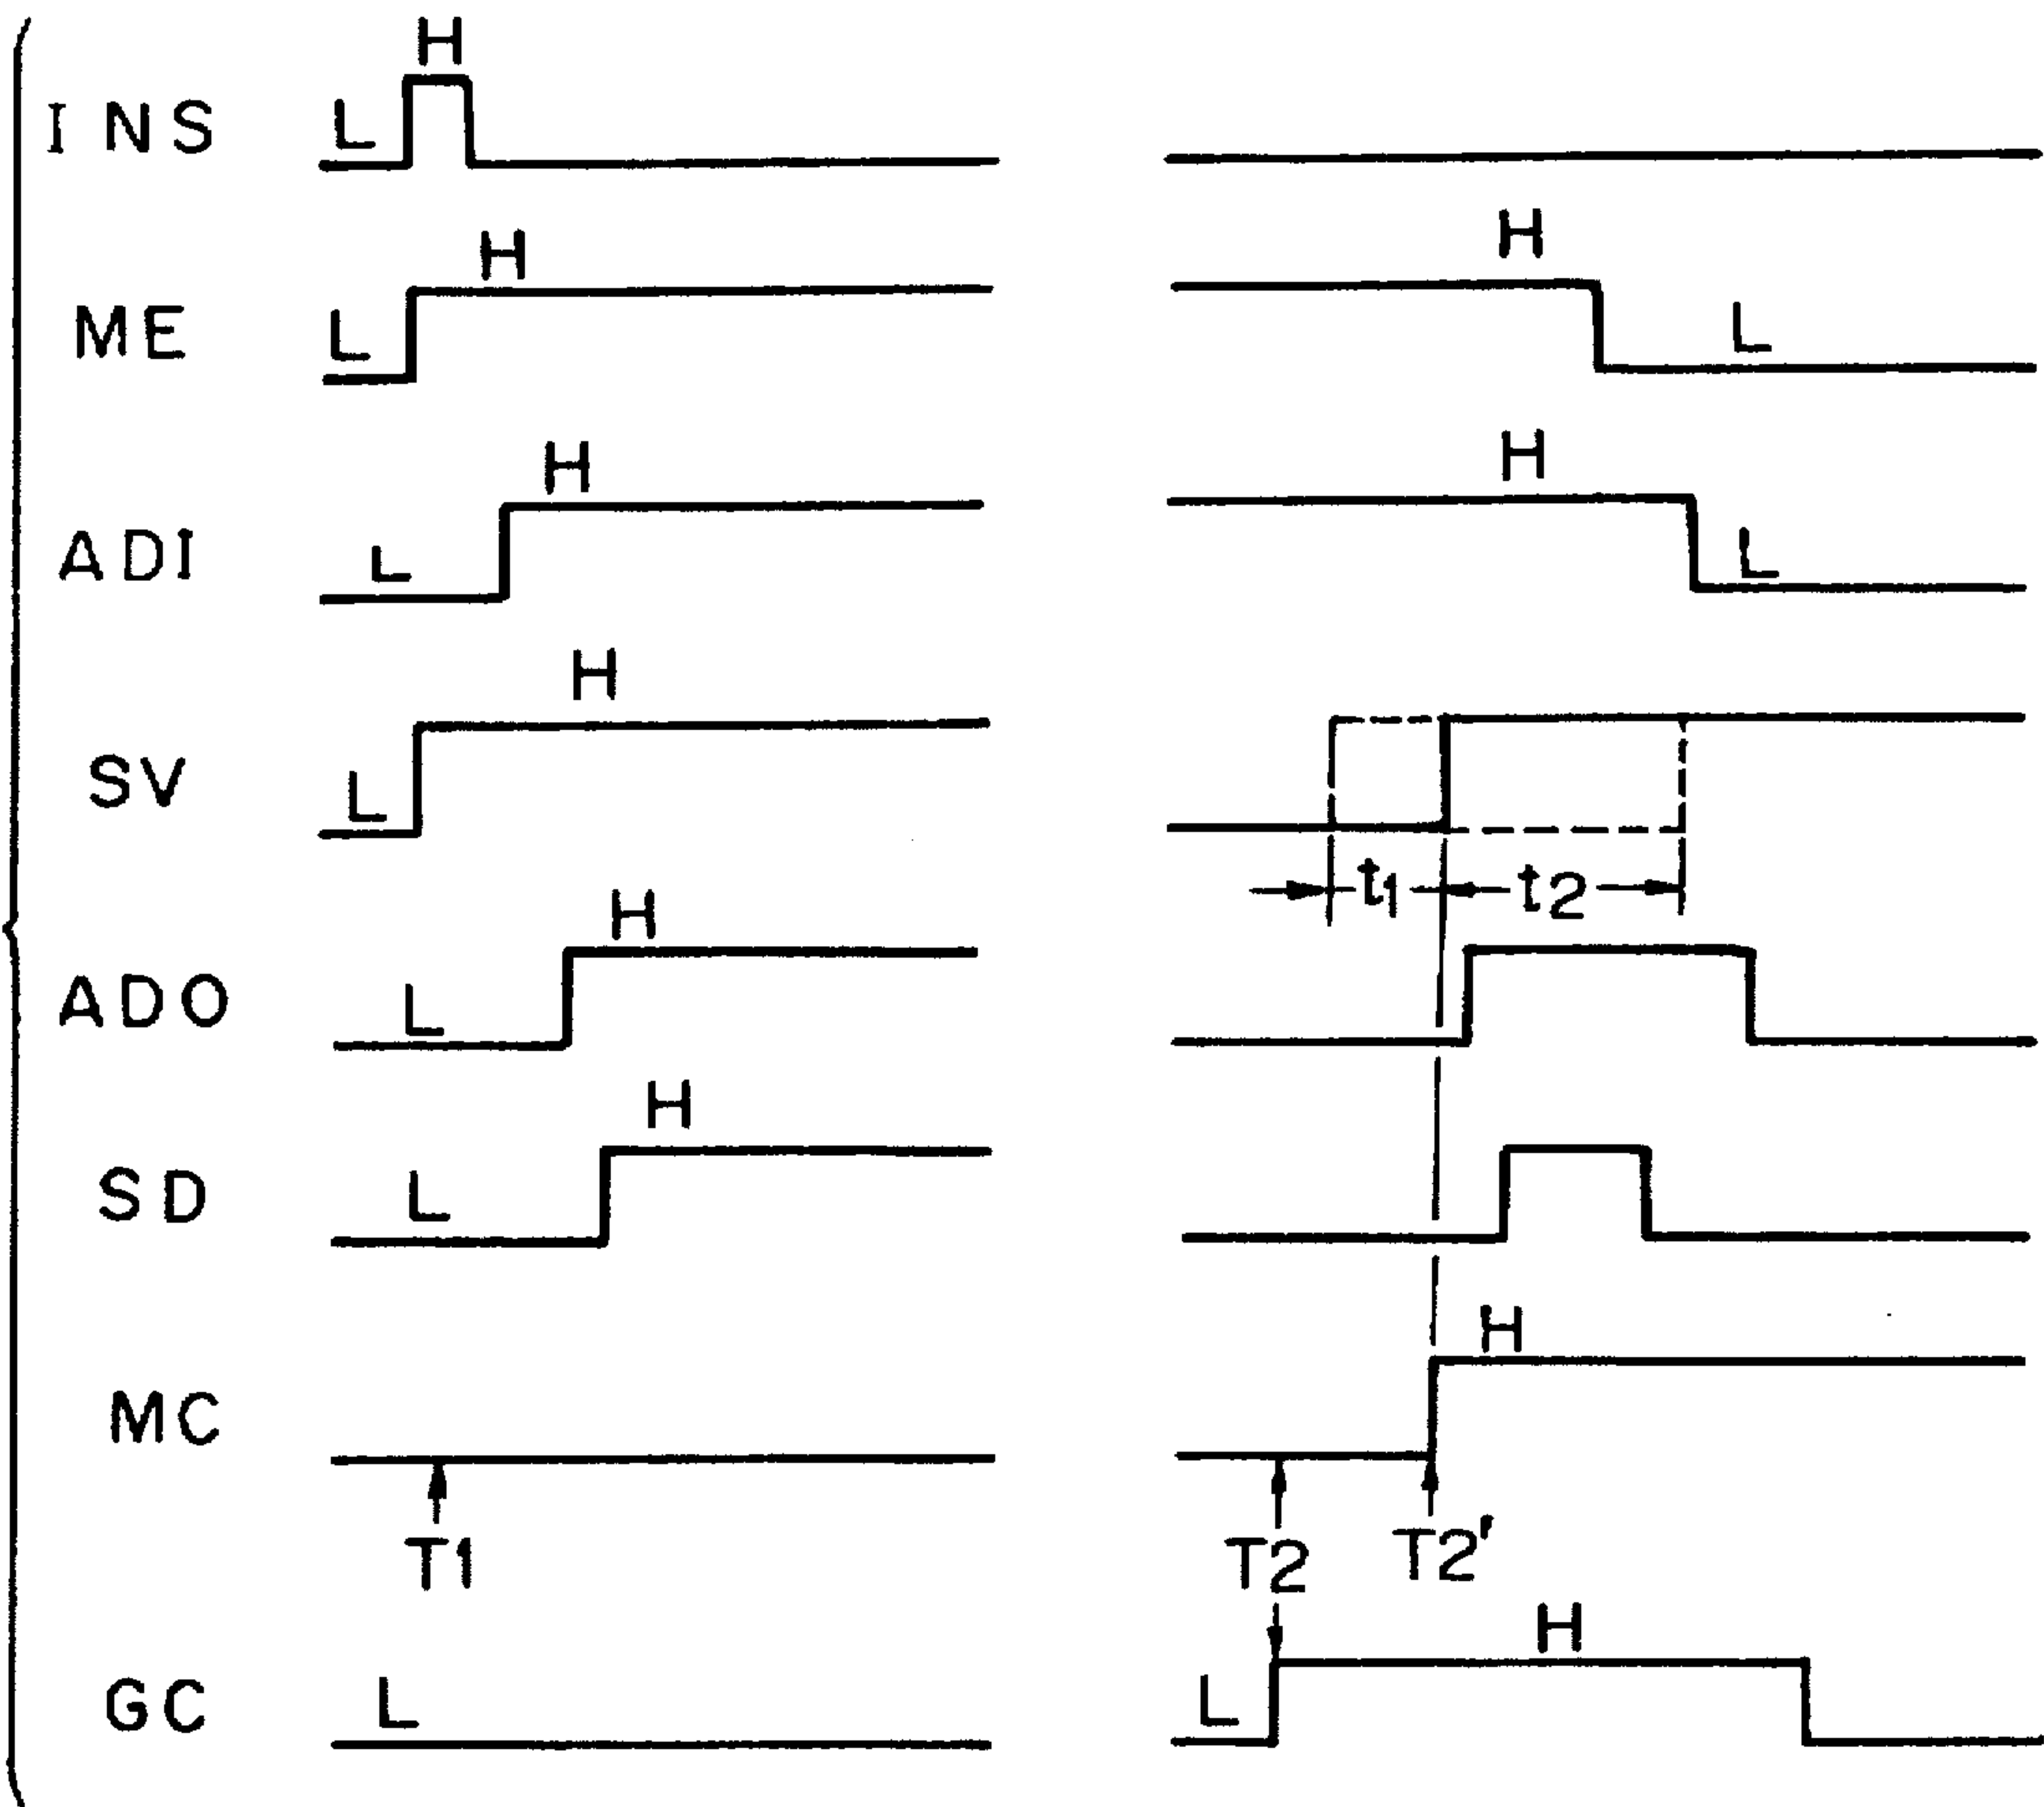 H
INS L
H H
ME L L
H H
ADI L L
H
SV L
t1 t2
H
ADO L
H
SD L
H
MC
T1 T2 T2'
H
GC L L